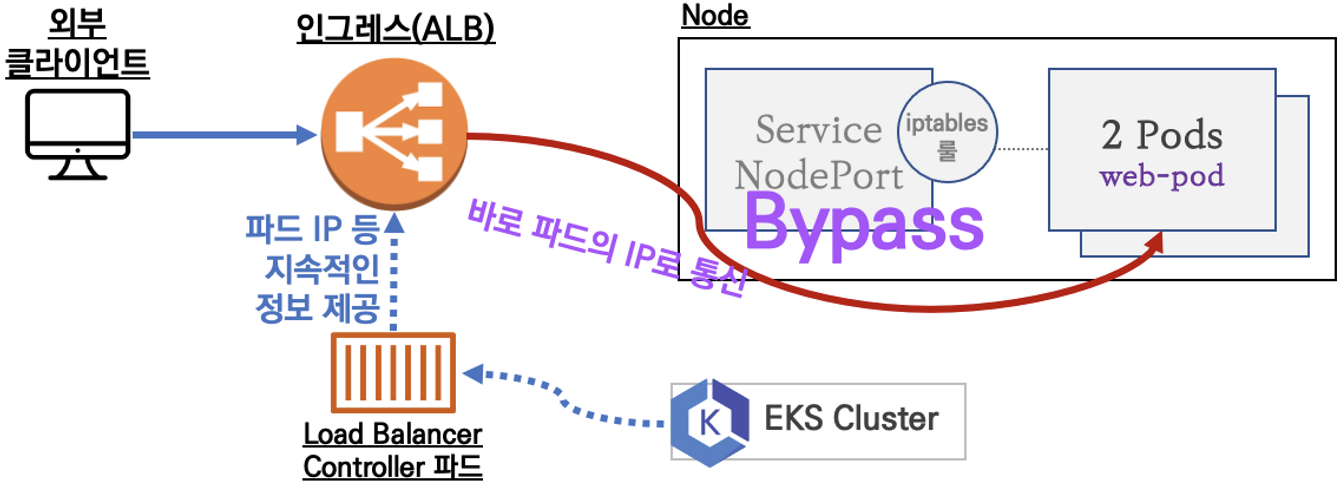 외부
클라이언트
인그레스(ALB)
Node
Service
NodePort
iptables
룰
2 Pods
web-pod
Bypass
바로 파드의 IP로 통신
파드 IP 등
지속적인
정보 제공
Load Balancer
Controller 파드
K
EKS Cluster